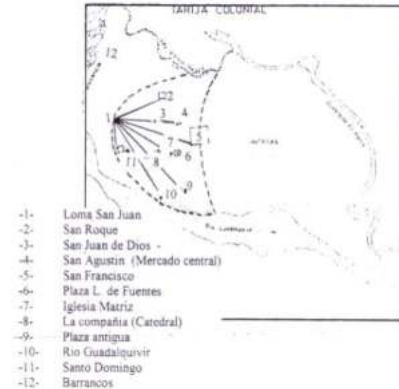 TARIJA COLONIAL
12
122
3 4
1
5
7
6
11 8
9
10
-1- Loma San Juan
-2- San Roque
-3- San Juan de Dios -
-4- San Agustin (Mercado central)
-5- San Francisco
-6- Plaza L. de Fuentes
-7- Iglesia Matriz
-8- La compañia (Catedral)
-9- Plaza antigua
-10- Rio Guadalquivir
-11- Santo Domingo
-12- Barrancos